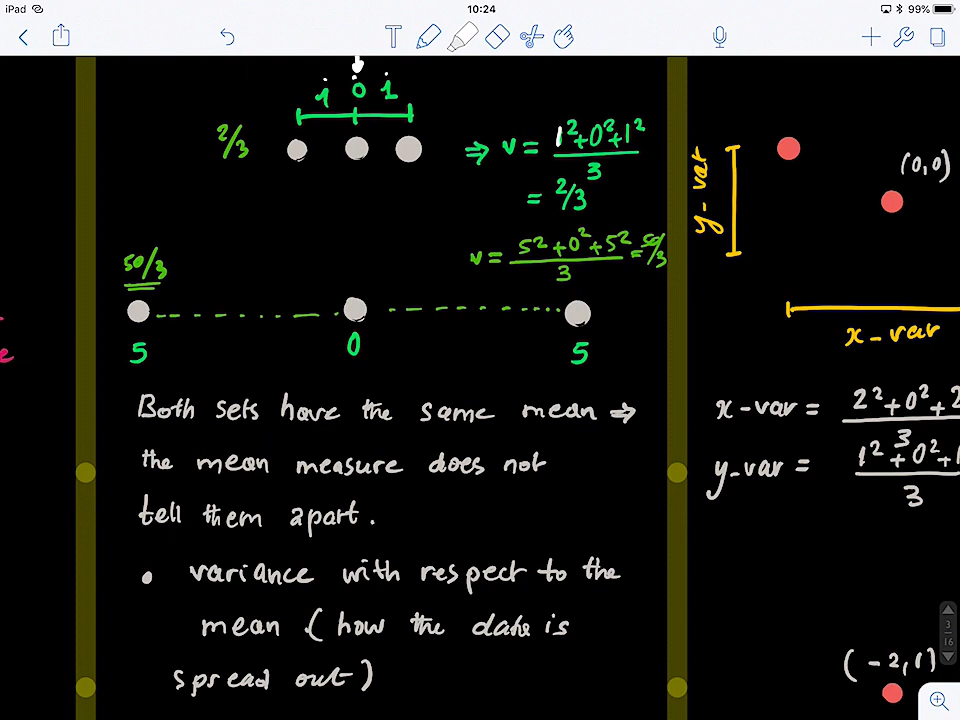 iPad
10:24
99%
T
1 0 1
2/3
⇒ v = 1²+0²+1² / 3
= 2/3
50/3
v = 5²+0²+5² / 3 = 50/3
5 0 5
Both sets have the same mean ⇒
the mean measure does not
tell them apart.
• variance with respect to the
mean (how the data is
spread out)
y-var
(0,0)
x-var
x-var = 2²+0²+2 / 3
y-var = 1²+0²+1 / 3
(-2,1)
3
16